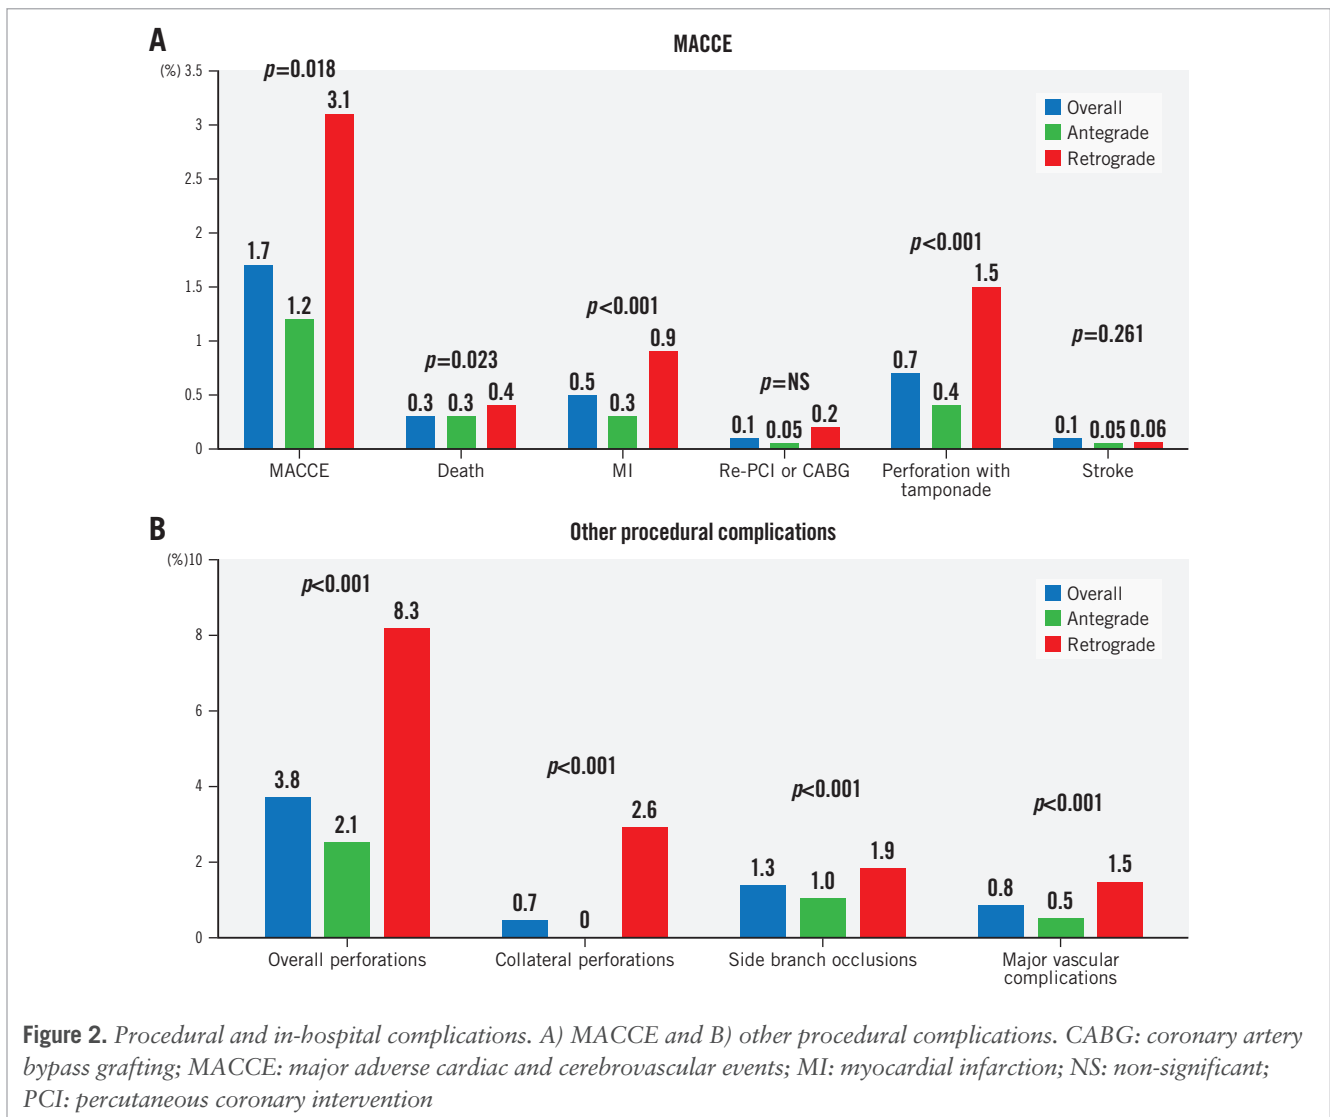 A
MACCE
(%) 3.5
3
2.5
2
1.5
1
0.5
0
p=0.018
3.1
1.7
1.2
p=0.023
0.3 0.3 0.4
p<0.001
0.5 0.3 0.9
p=NS
0.1 0.05 0.2
p<0.001
0.7 0.4 1.5
p=0.261
0.1 0.05 0.06
Overall
Antegrade
Retrograde
MACCE
Death
MI
Re-PCI or CABG
Perforation with
tamponade
Stroke
B
Other procedural complications
(%)10
8
6
4
2
0
p<0.001
8.3
3.8
2.1
p<0.001
2.6
0.7
0
p<0.001
1.9
1.3
1.0
p<0.001
1.5
0.8
0.5
Overall
Antegrade
Retrograde
Overall perforations
Collateral perforations
Side branch occlusions
Major vascular
complications
Figure 2. Procedural and in-hospital complications. A) MACCE and B) other procedural complications. CABG: coronary artery
bypass grafting; MACCE: major adverse cardiac and cerebrovascular events; MI: myocardial infarction; NS: non-significant;
PCI: percutaneous coronary intervention